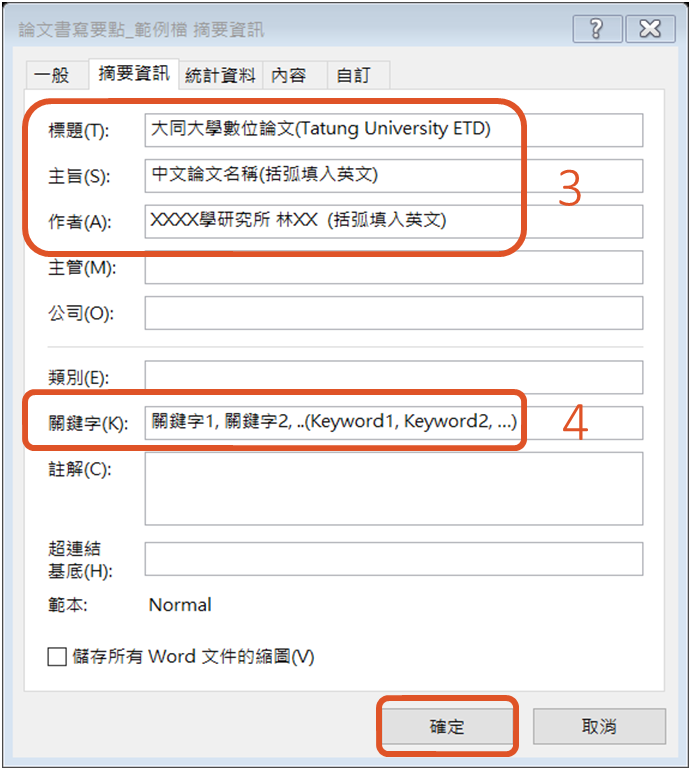 論文書寫要點_範例檔 摘要資訊
一般 摘要資訊 統計資料 內容 自訂
標題(T): 大同大學數位論文(Tatung University ETD)
主旨(S): 中文論文名稱(括弧填入英文)
3
作者(A): XXXX學研究所 林XX (括弧填入英文)
主管(M):
公司(O):
類別(E):
關鍵字(K): 關鍵字1, 關鍵字2, ..(Keyword1, Keyword2, ...)
4
註解(C):
超連結
基底(H):
範本: Normal
儲存所有 Word 文件的縮圖(V)
確定 取消